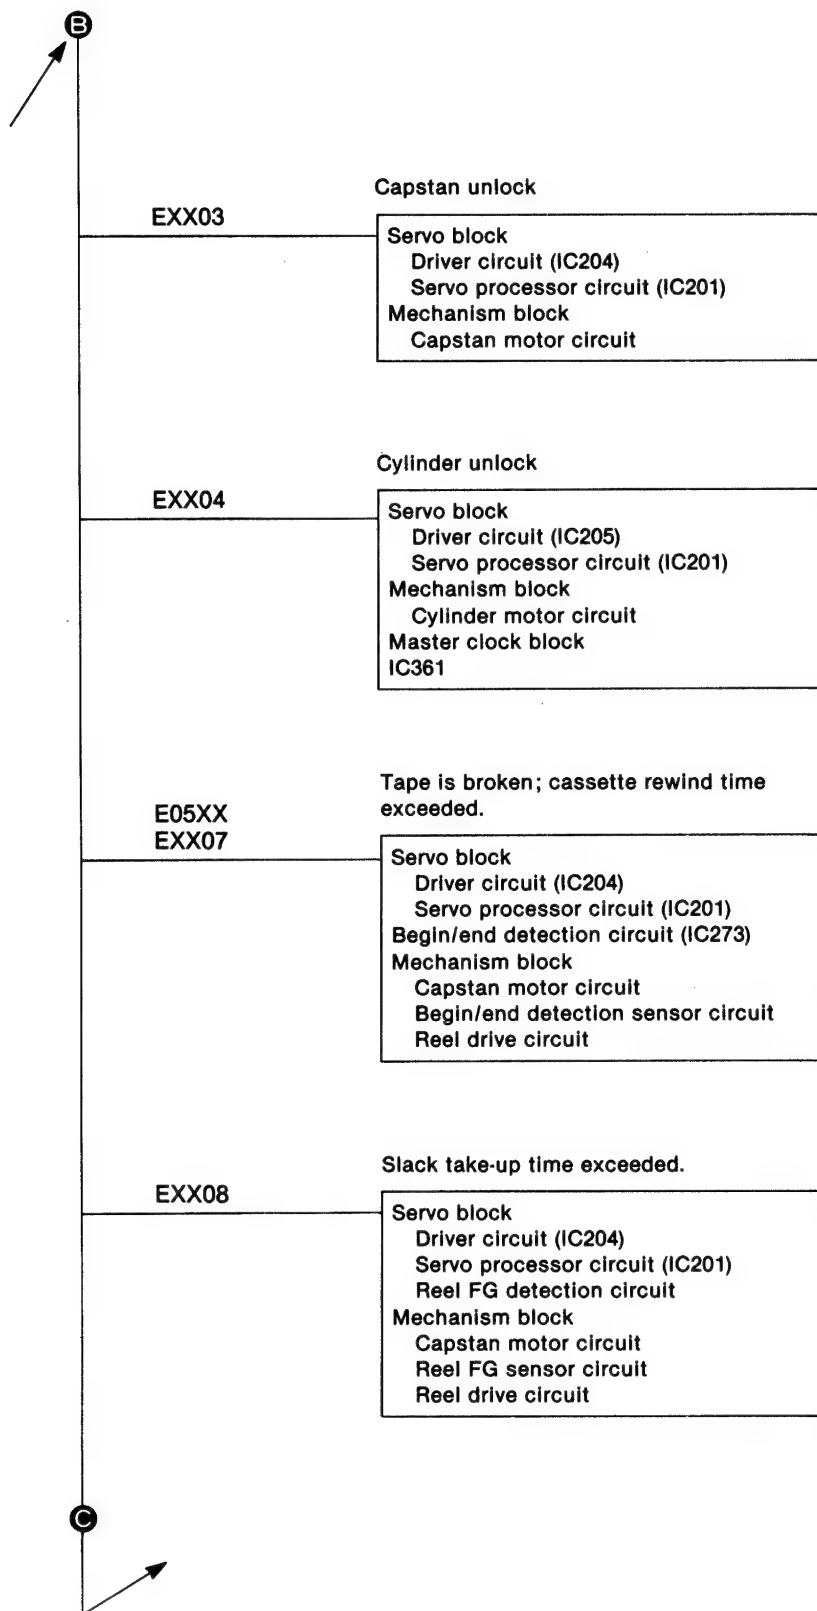 B
Capstan unlock
EXX03
Servo block
Driver circuit (IC204)
Servo processor circuit (IC201)
Mechanism block
Capstan motor circuit
Cylinder unlock
EXX04
Servo block
Driver circuit (IC205)
Servo processor circuit (IC201)
Mechanism block
Cylinder motor circuit
Master clock block
IC361
Tape is broken; cassette rewind time
exceeded.
E05XX
EXX07
Servo block
Driver circuit (IC204)
Servo processor circuit (IC201)
Begin/end detection circuit (IC273)
Mechanism block
Capstan motor circuit
Begin/end detection sensor circuit
Reel drive circuit
Slack take-up time exceeded.
EXX08
Servo block
Driver circuit (IC204)
Servo processor circuit (IC201)
Reel FG detection circuit
Mechanism block
Capstan motor circuit
Reel FG sensor circuit
Reel drive circuit
C